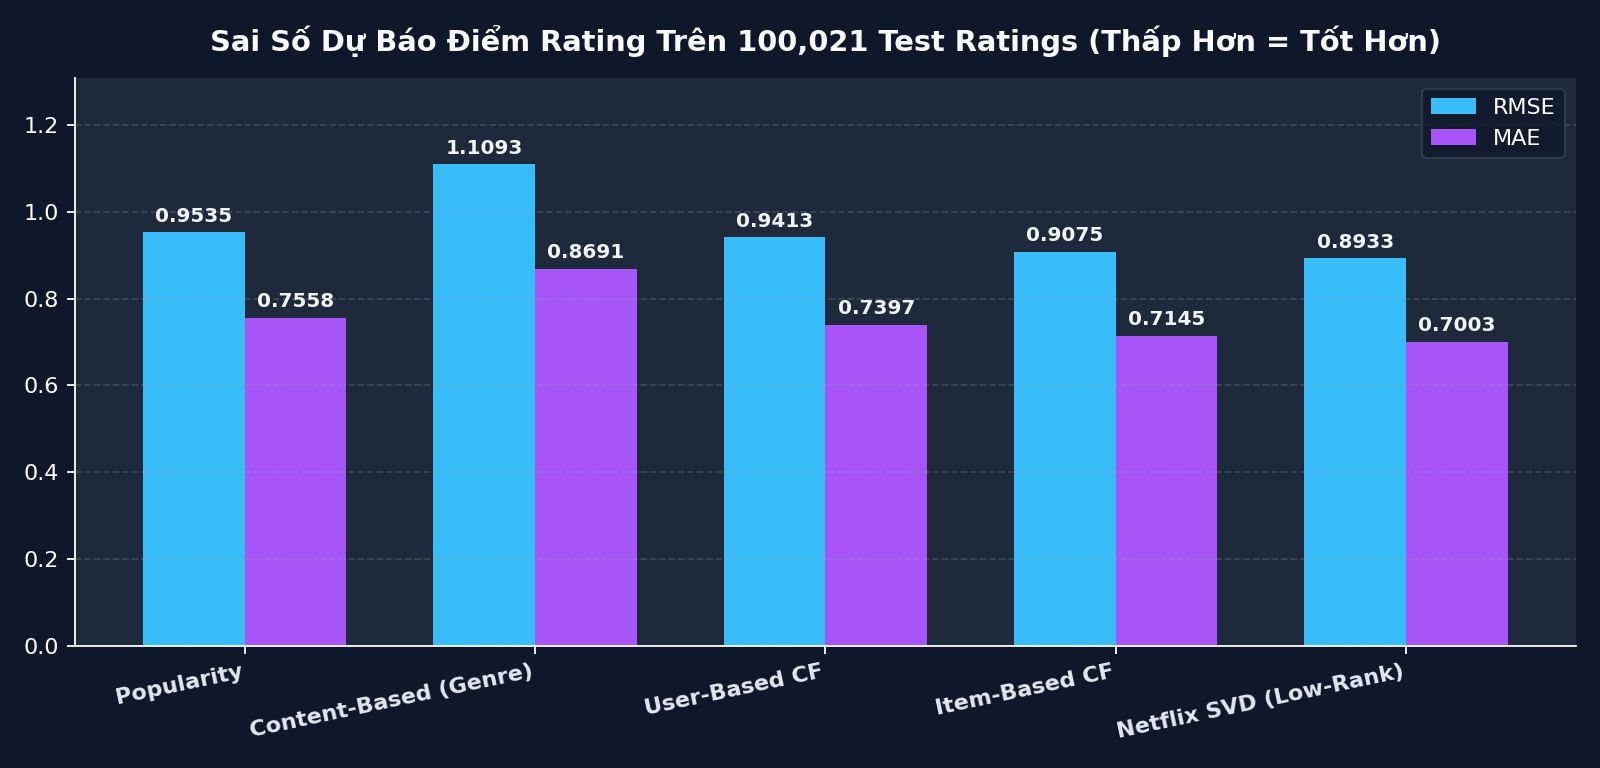 Sai Số Dự Báo Điểm Rating Trên 100,021 Test Ratings (Thấp Hơn = Tốt Hơn)
RMSE
MAE
1.2
1.0
0.8
0.6
0.4
0.2
0.0
0.9535
0.7558
1.1093
0.8691
0.9413
0.7397
0.9075
0.7145
0.8933
0.7003
Popularity
Content-Based (Genre)
User-Based CF
Item-Based CF
Netflix SVD (Low-Rank)